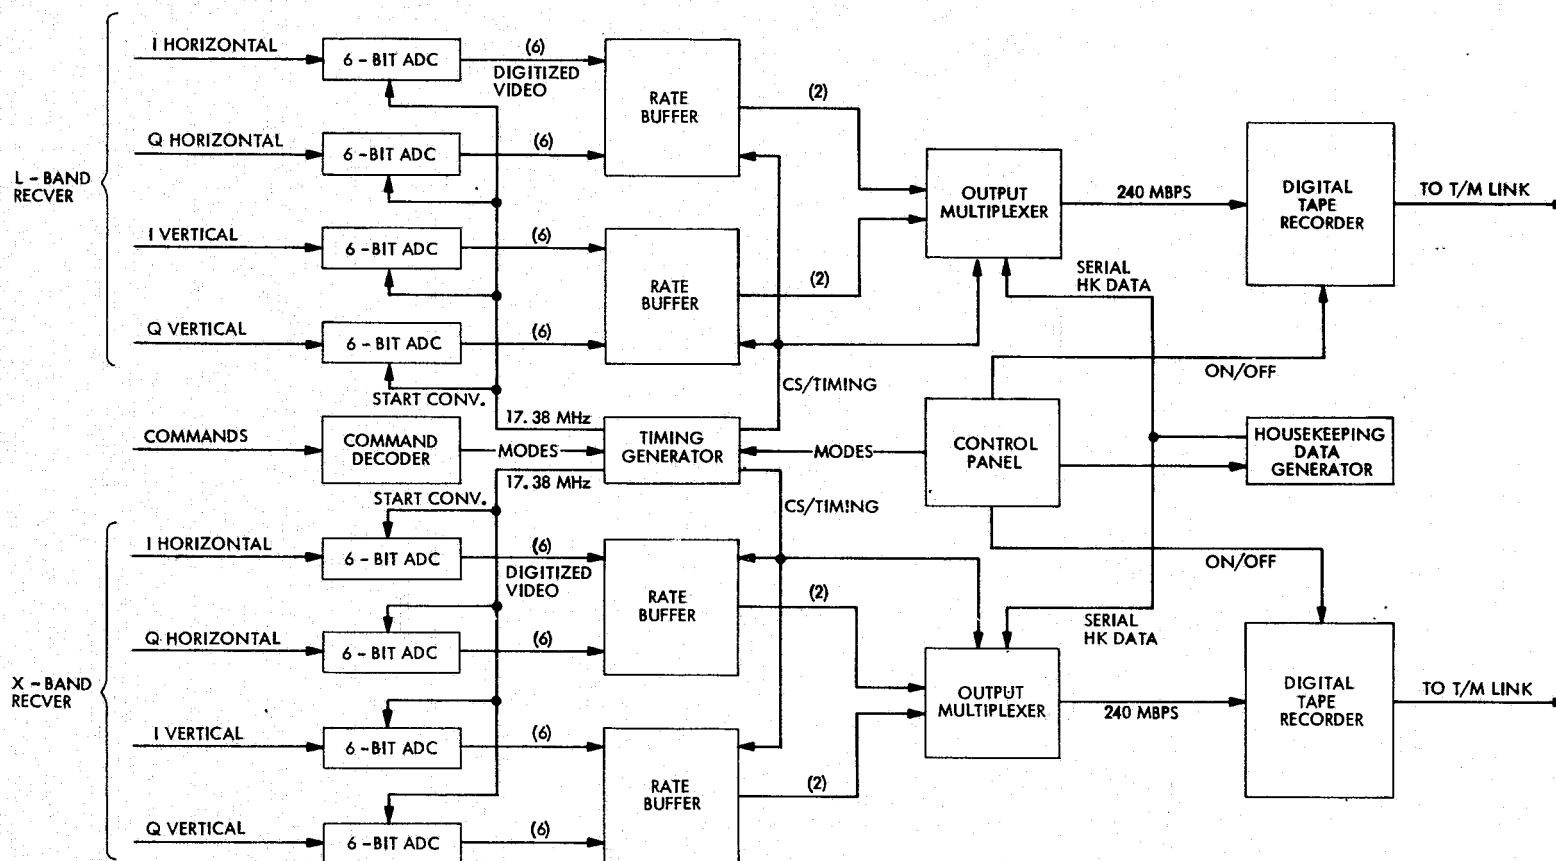 I HORIZONTAL
6-BIT ADC
(6)
DIGITIZED
VIDEO
RATE
BUFFER
(2)
Q HORIZONTAL
6-BIT ADC
(6)
L-BAND
RECVER
OUTPUT
MULTIPLEXER
240 MBPS
DIGITAL
TAPE
RECORDER
TO T/M LINK
I VERTICAL
6-BIT ADC
(6)
RATE
BUFFER
(2)
SERIAL
HK DATA
Q VERTICAL
6-BIT ADC
(6)
START CONV.
CS/TIMING
ON/OFF
17.38 MHz
COMMANDS
COMMAND
DECODER
MODES
TIMING
GENERATOR
MODES
CONTROL
PANEL
HOUSEKEEPING
DATA
GENERATOR
17.38 MHz
START CONV.
CS/TIMING
I HORIZONTAL
6-BIT ADC
(6)
DIGITIZED
VIDEO
RATE
BUFFER
(2)
ON/OFF
SERIAL
HK DATA
Q HORIZONTAL
6-BIT ADC
(6)
X-BAND
RECVER
OUTPUT
MULTIPLEXER
240 MBPS
DIGITAL
TAPE
RECORDER
TO T/M LINK
I VERTICAL
6-BIT ADC
(6)
RATE
BUFFER
(2)
Q VERTICAL
6-BIT ADC
(6)